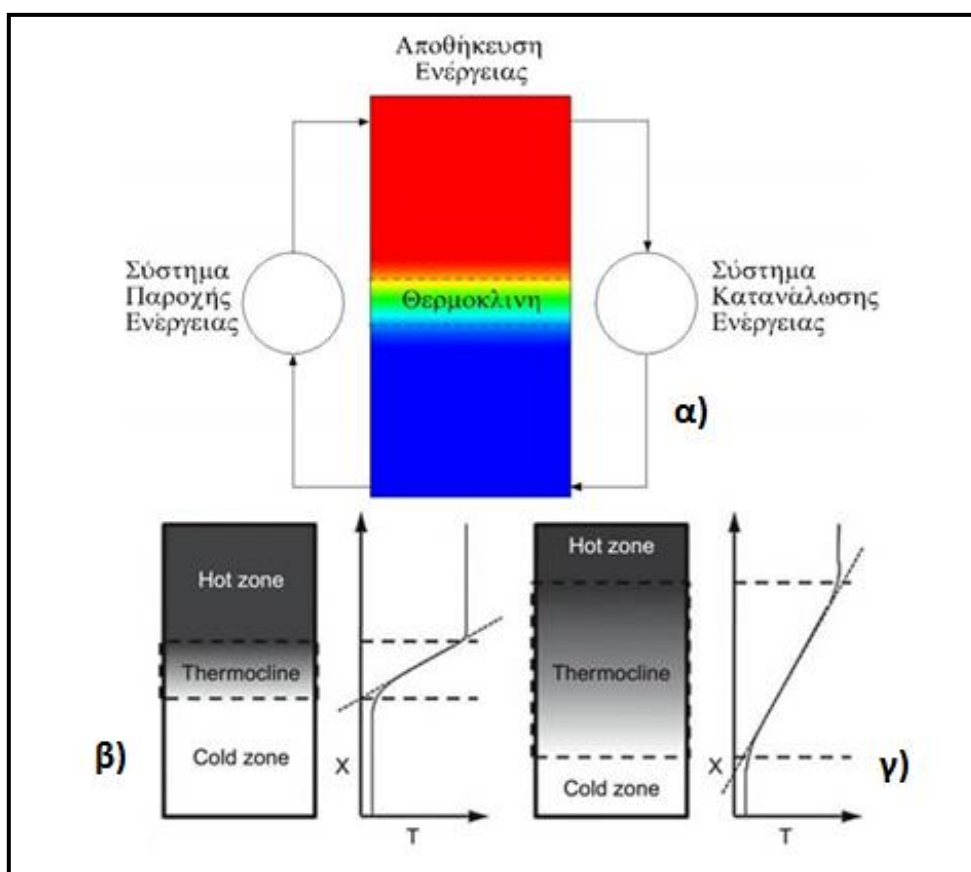 Αποθήκευση
Ενέργειας
Σύστημα
Παροχής
Ενέργειας
Θερμοκλινη
Σύστημα
Κατανάλωσης
Ενέργειας
α)
Hot zone
Thermocline
Cold zone
β)
X
T
Hot zone
Thermocline
Cold zone
X
T
γ)